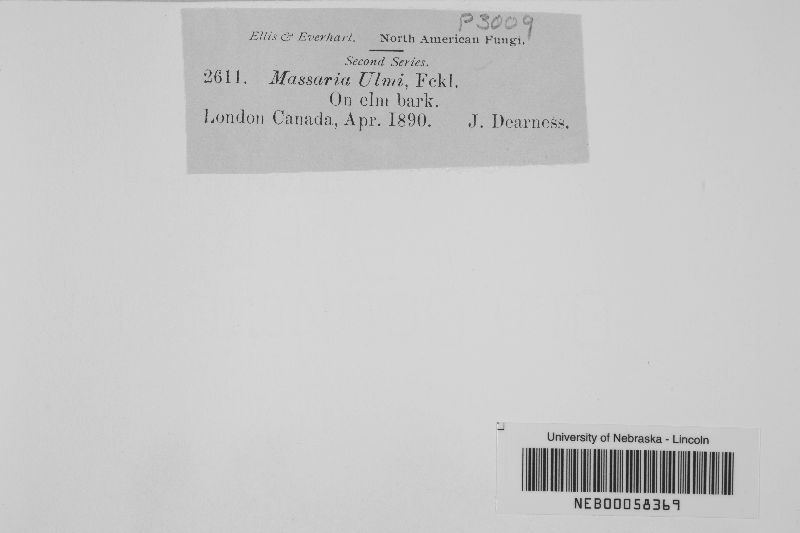 P3009
Ellis & Everhart. North American Fungi.
Second Series.
2611. Massaria Ulmi, Fckl.
On elm bark.
London Canada, Apr. 1890. J. Dearness.
University of Nebraska - Lincoln
NEB00058369